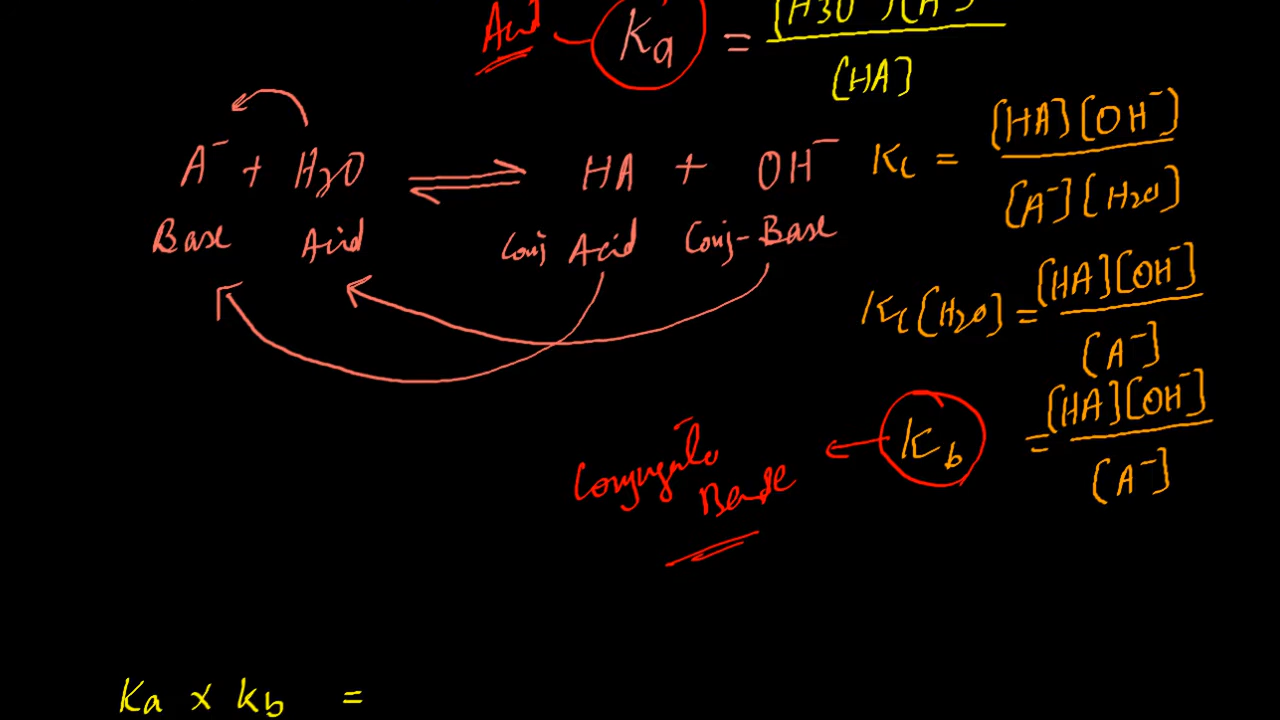 Acid Ka = [H3O⁺][A⁻]
[HA]
A⁻ + H2O ⇌ HA + OH⁻
Base Acid Conj Acid Conj-Base
Kc = [HA][OH⁻]
[A⁻][H2O]
Kc[H2O] = [HA][OH⁻]
[A⁻]
Kb = [HA][OH⁻]
[A⁻]
Conjugate
Base
Ka x Kb =